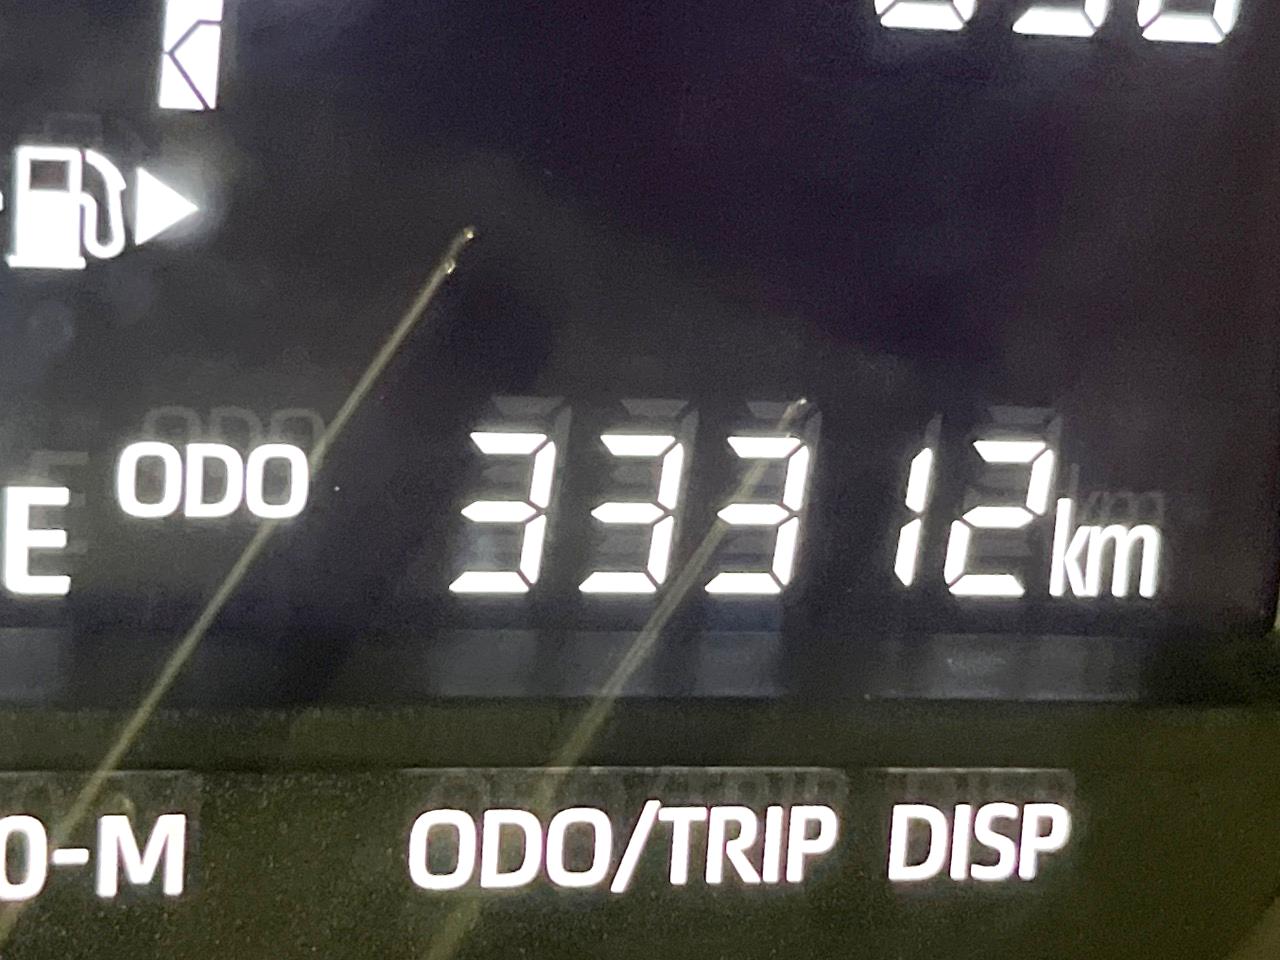 ODO 33312km
E
O-M ODO/TRIP DISP